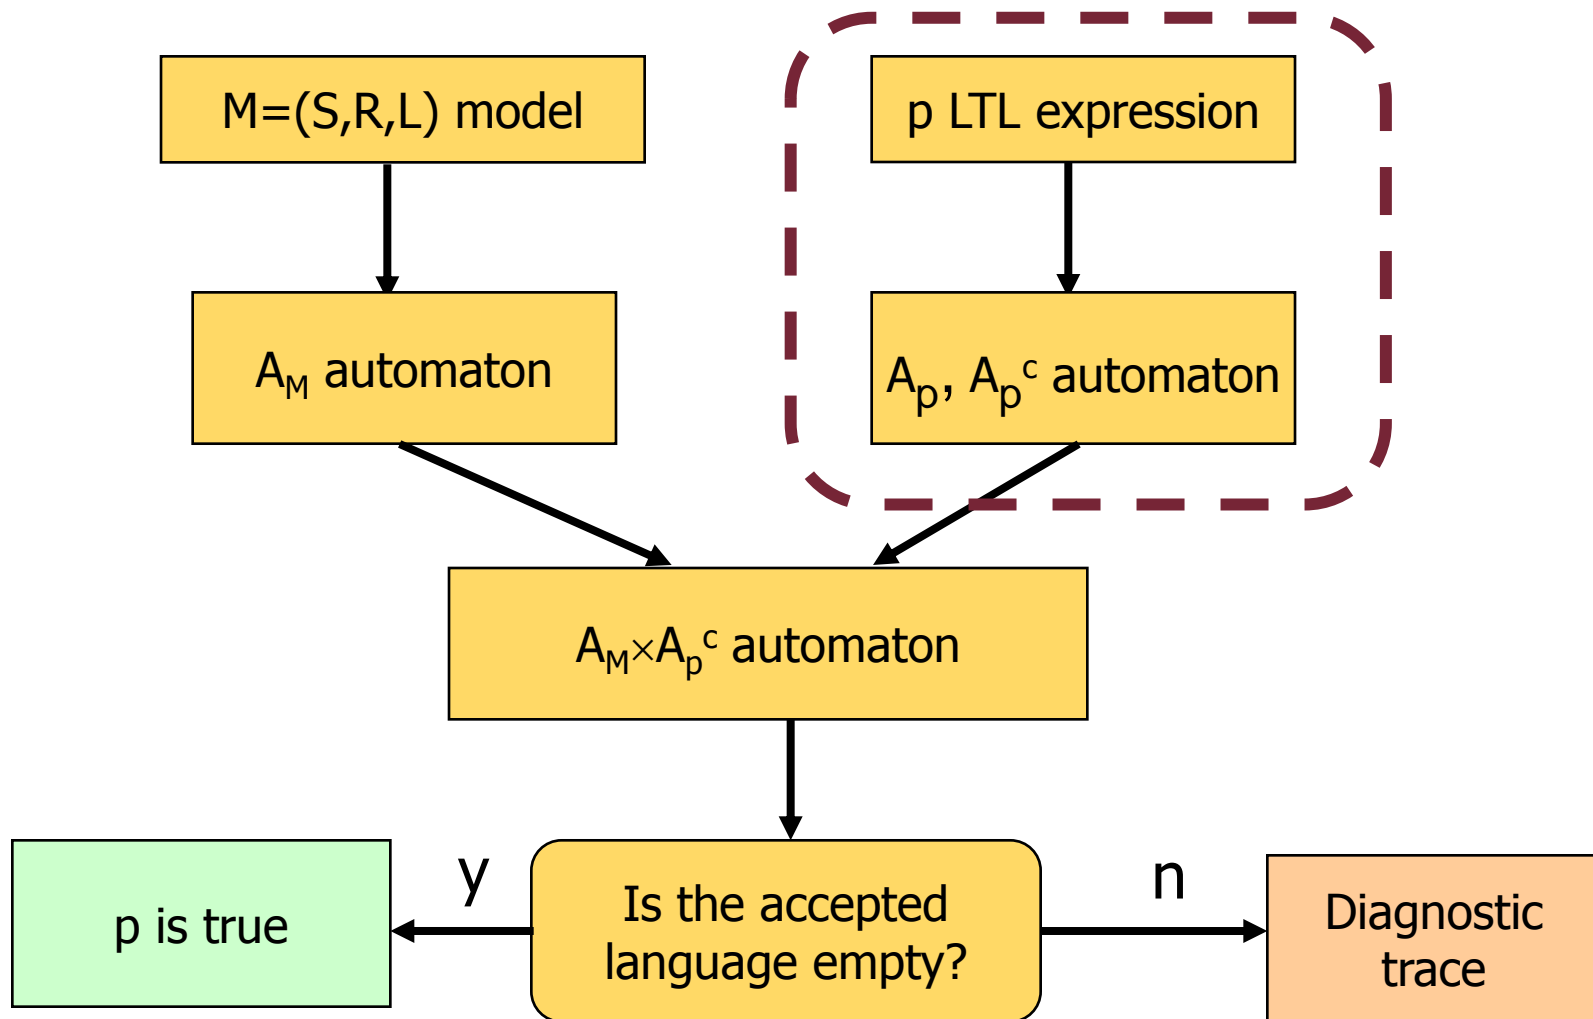 M=(S,R,L) model
p LTL expression
A_M automaton
A_p, A_p^c automaton
A_M×A_p^c automaton
y
n
p is true
Is the accepted
language empty?
Diagnostic
trace